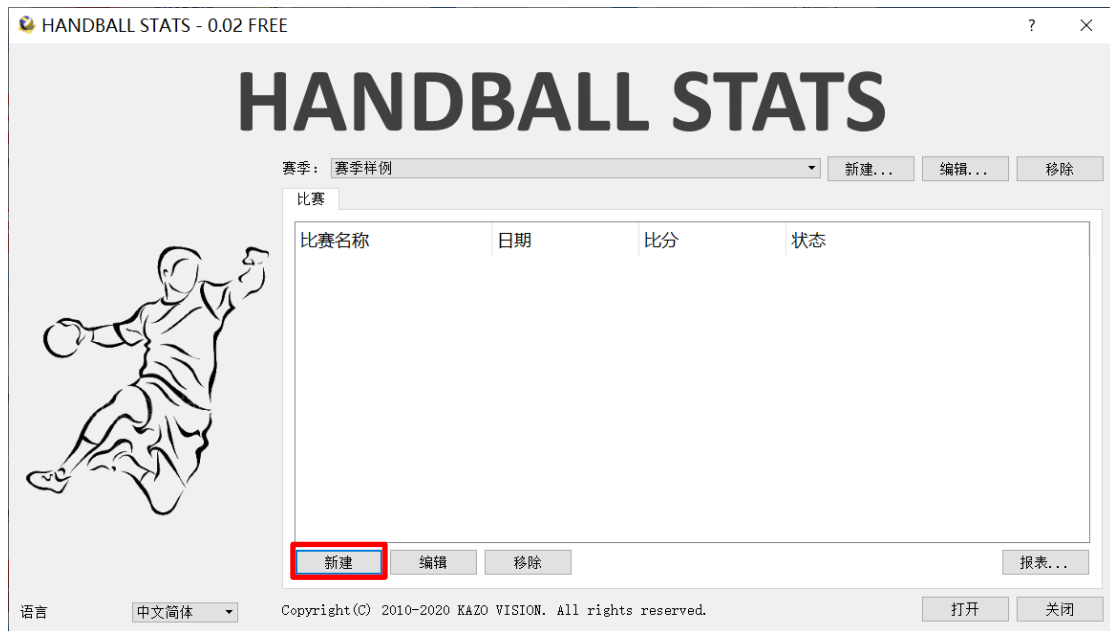 HANDBALL STATS - 0.02 FREE
HANDBALL STATS
赛季: 赛季样例 新建... 编辑... 移除
比赛
比赛名称 日期 比分 状态
新建 编辑 移除 报表...
语言 中文简体 Copyright(C) 2010-2020 KAZO VISION. All rights reserved. 打开 关闭